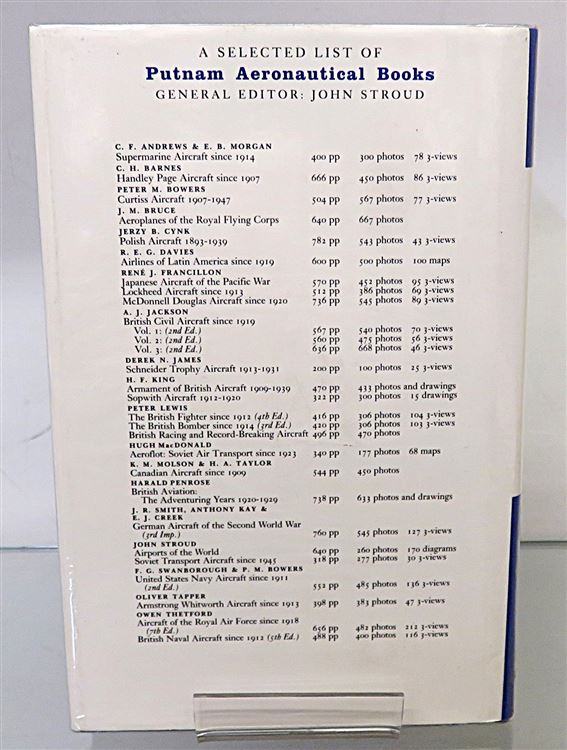 A SELECTED LIST OF
Putnam Aeronautical Books
GENERAL EDITOR: JOHN STROUD
C. F. ANDREWS & E. B. MORGAN
Supermarine Aircraft since 1914 400 pp 300 photos 78 3-views
C. H. BARNES
Handley Page Aircraft since 1907 666 pp 450 photos 86 3-views
PETER M. BOWERS
Curtiss Aircraft 1907-1947 504 pp 567 photos 77 3-views
J. M. BRUCE
Aeroplanes of the Royal Flying Corps 640 pp 667 photos
JERZY B. CYNK
Polish Aircraft 1893-1939 782 pp 543 photos 43 3-views
R. E. G. DAVIES
Airlines of Latin America since 1919 600 pp 500 photos 100 maps
RENÉ J. FRANCILLON
Japanese Aircraft of the Pacific War 570 pp 452 photos 95 3-views
Lockheed Aircraft since 1913 512 pp 386 photos 69 3-views
McDonnell Douglas Aircraft since 1920 736 pp 545 photos 89 3-views
A. J. JACKSON
British Civil Aircraft since 1919
Vol. 1: (2nd Ed.) 567 pp 540 photos 70 3-views
Vol. 2: (2nd Ed.) 560 pp 475 photos 56 3-views
Vol. 3: (2nd Ed.) 636 pp 668 photos 46 3-views
DEREK N. JAMES
Schneider Trophy Aircraft 1913-1931 200 pp 100 photos 25 3-views
H. F. KING
Armament of British Aircraft 1909-1939 470 pp 433 photos and drawings
Sopwith Aircraft 1912-1920 322 pp 300 photos 15 drawings
PETER LEWIS
The British Fighter since 1912 (4th Ed.) 416 pp 306 photos 104 3-views
The British Bomber since 1914 (3rd Ed.) 420 pp 306 photos 103 3-views
British Racing and Record-Breaking Aircraft 496 pp 470 photos
HUGH MacDONALD
Aeroflot: Soviet Air Transport since 1923 340 pp 177 photos 68 maps
K. M. MOLSON & H. A. TAYLOR
Canadian Aircraft since 1909 544 pp 450 photos
HARALD PENROSE
British Aviation:
The Adventuring Years 1920-1929 738 pp 633 photos and drawings
J. R. SMITH, ANTHONY KAY &
E. J. CREEK
German Aircraft of the Second World War
(3rd Imp.) 760 pp 545 photos 127 3-views
JOHN STROUD
Airports of the World 640 pp 260 photos 170 diagrams
Soviet Transport Aircraft since 1945 318 pp 277 photos 30 3-views
F. G. SWANBOROUGH & P. M. BOWERS
United States Navy Aircraft since 1911
(2nd Ed.) 552 pp 485 photos 136 3-views
OLIVER TAPPER
Armstrong Whitworth Aircraft since 1913 398 pp 383 photos 47 3-views
OWEN THETFORD
Aircraft of the Royal Air Force since 1918
(7th Ed.) 656 pp 482 photos 212 3-views
British Naval Aircraft since 1912 (5th Ed.) 488 pp 400 photos 116 3-views